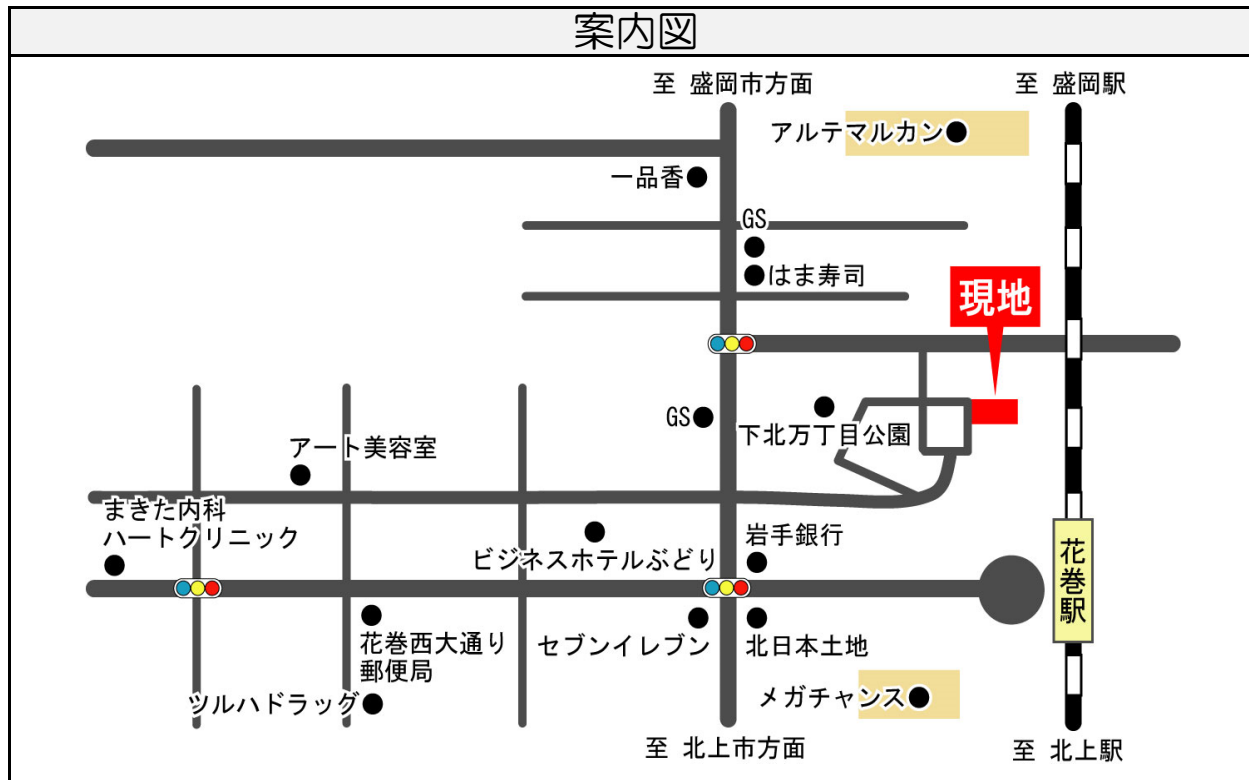 案内図
至 盛岡市方面
至 盛岡駅
アルテマルカン
一品香
GS
はま寿司
現地
GS
下北万丁目公園
アート美容室
まきた内科
ハートクリニック
ビジネスホテルぶどり
岩手銀行
花巻駅
花巻西大通り
郵便局
セブンイレブン
北日本土地
ツルハドラッグ
メガチャンス
至 北上市方面
至 北上駅